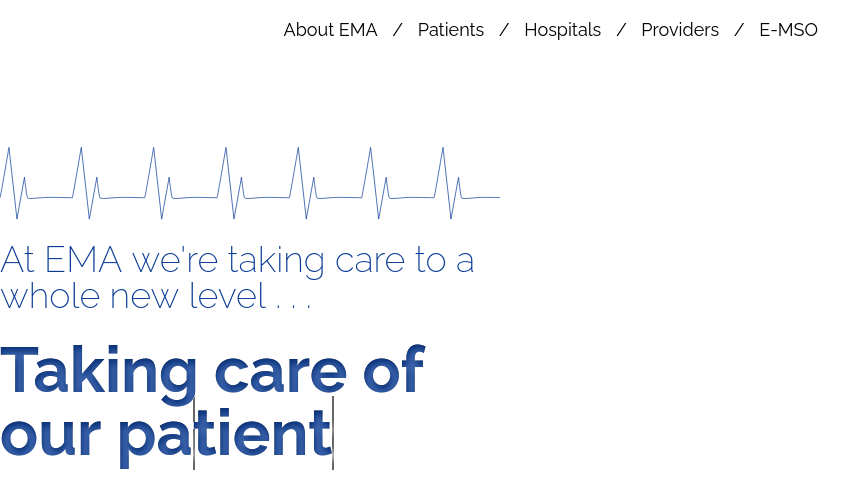 About EMA / Patients / Hospitals / Providers / E-MSO
At EMA we're taking care to a
whole new level . . .
Taking care of
our patient